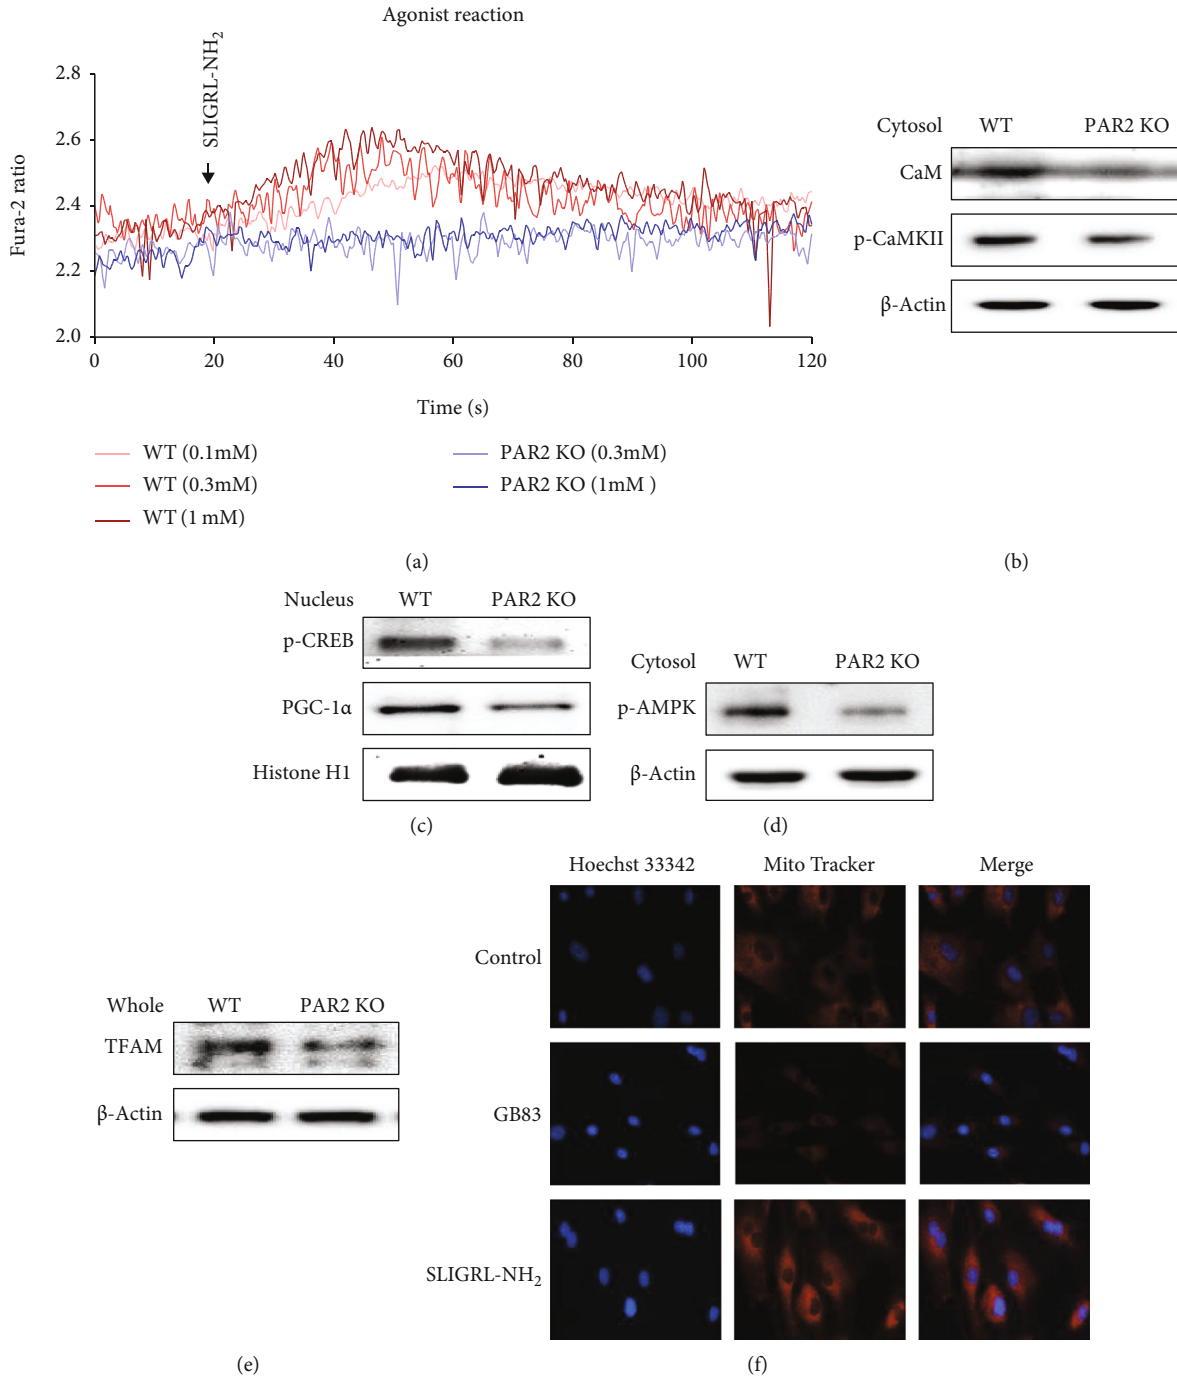 Agonist reaction
SLIGRL-NH₂
2.8
2.6
2.4
2.2
2.0
Fura-2 ratio
0 20 40 60 80 100 120
Time (s)
WT (0.1mM)
WT (0.3mM)
WT (1 mM)
PAR2 KO (0.3mM)
PAR2 KO (1mM )
(a)
Cytosol WT PAR2 KO
CaM
p-CaMKII
β-Actin
(b)
Nucleus WT PAR2 KO
p-CREB
PGC-1α
Histone H1
(c)
Cytosol WT PAR2 KO
p-AMPK
β-Actin
(d)
Whole WT PAR2 KO
TFAM
β-Actin
(e)
Hoechst 33342 Mito Tracker Merge
Control
GB83
SLIGRL-NH₂
(f)